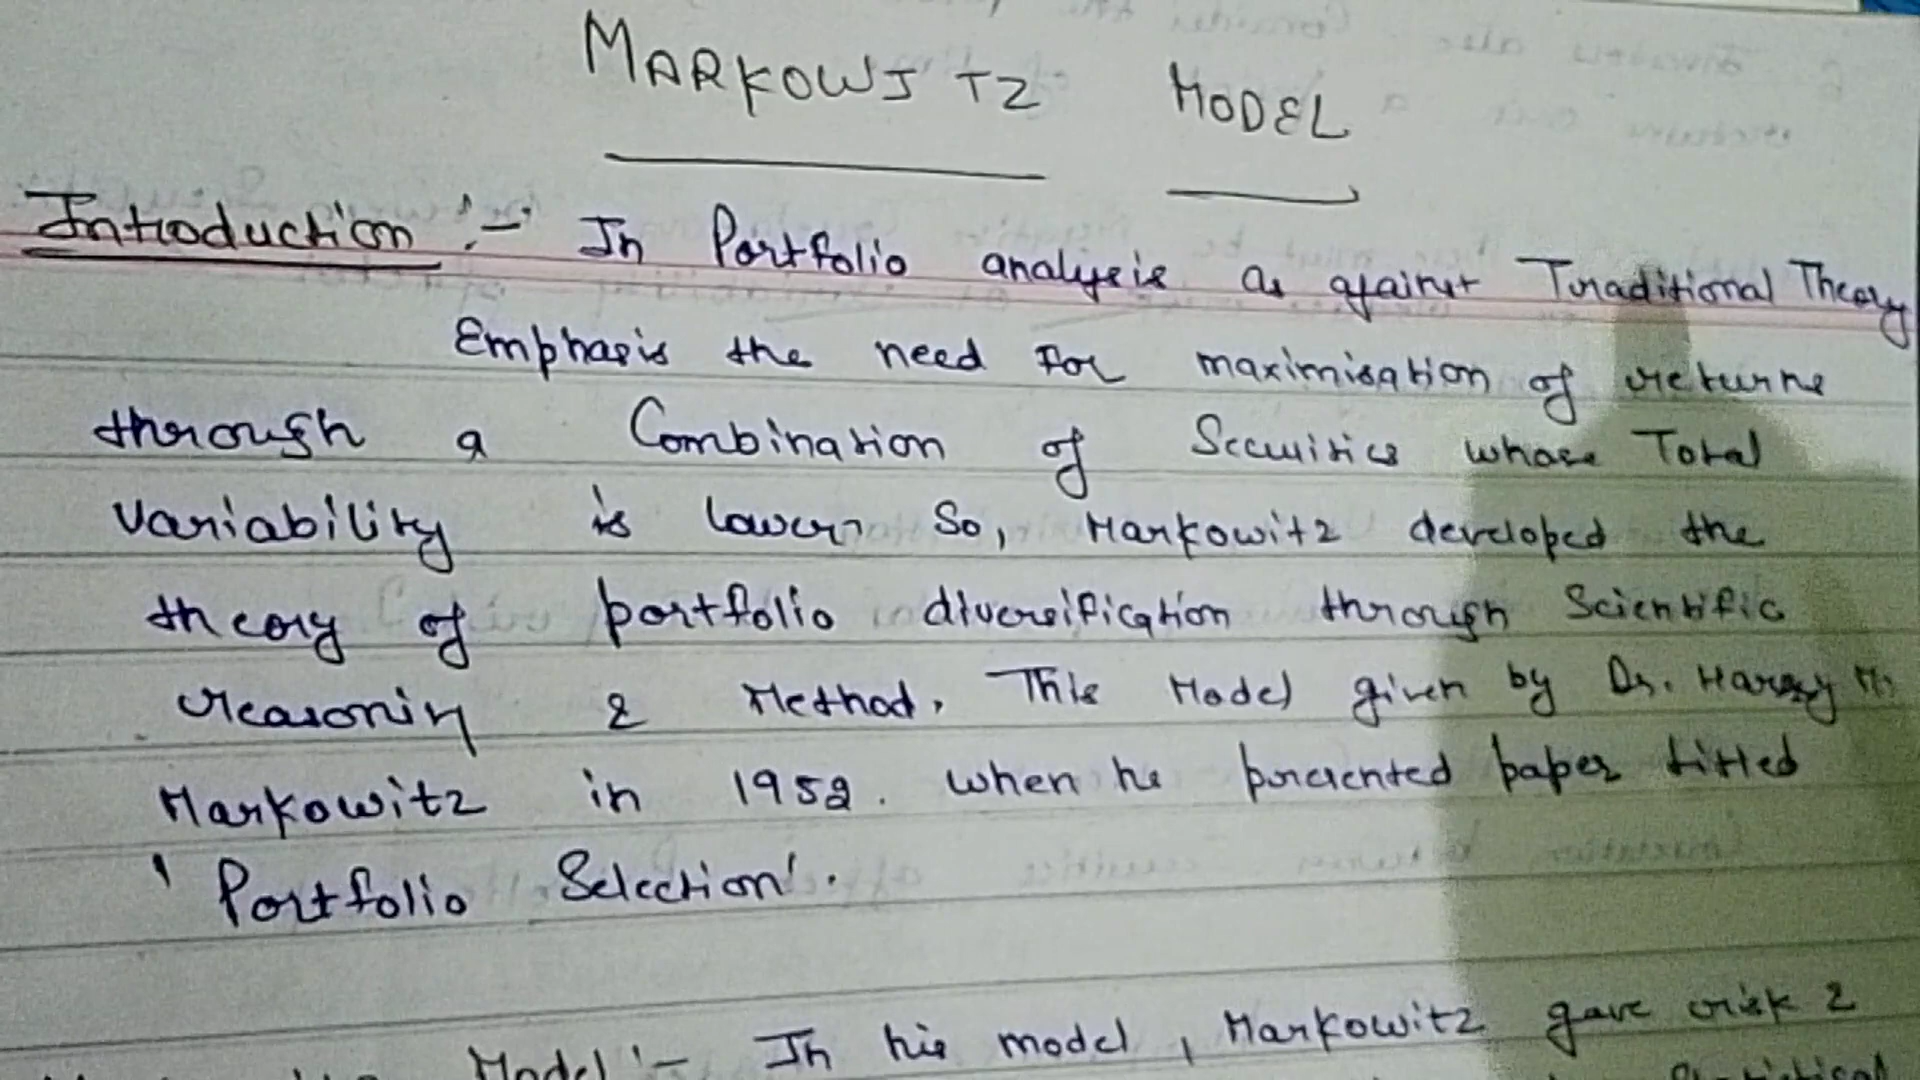 MARKOWITZ MODEL
Introduction :- In Portfolio analysis as against Traditional Theory
Emphasis the need For maximisation of returns
through a Combination of Securities whose Total
variability is lower. So, Markowitz developed the
theory of portfolio diversification through Scientific
reasoning & Method. This Model given by Dr. Harry M.
Markowitz in 1952. When he presented paper titled
'Portfolio Selection'.
Model :- In his model, Markowitz gave risk &
Statistical